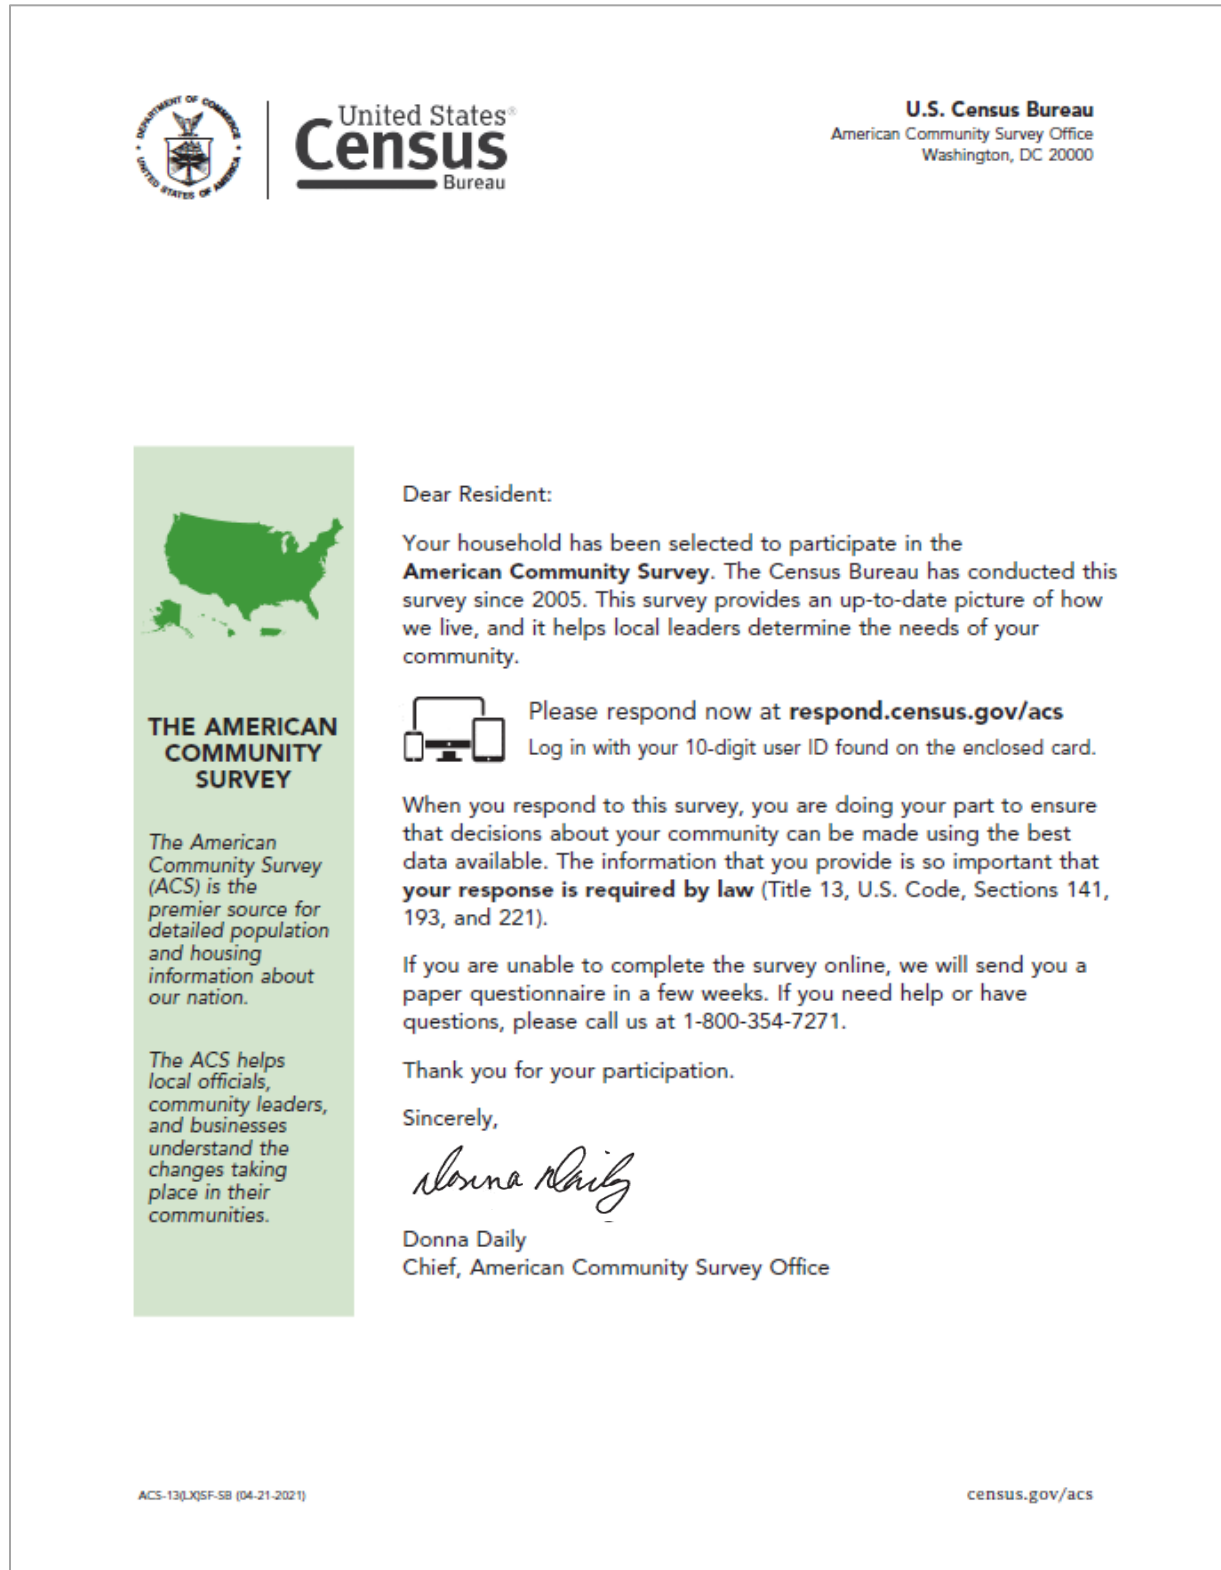 DEPARTMENT OF COMMERCE
UNITED STATES OF AMERICA
United States®
Census
Bureau
U.S. Census Bureau
American Community Survey Office
Washington, DC 20000
THE AMERICAN
COMMUNITY
SURVEY
The American
Community Survey
(ACS) is the
premier source for
detailed population
and housing
information about
our nation.
The ACS helps
local officials,
community leaders,
and businesses
understand the
changes taking
place in their
communities.
Dear Resident:
Your household has been selected to participate in the
American Community Survey. The Census Bureau has conducted this
survey since 2005. This survey provides an up-to-date picture of how
we live, and it helps local leaders determine the needs of your
community.
Please respond now at respond.census.gov/acs
Log in with your 10-digit user ID found on the enclosed card.
When you respond to this survey, you are doing your part to ensure
that decisions about your community can be made using the best
data available. The information that you provide is so important that
your response is required by law (Title 13, U.S. Code, Sections 141,
193, and 221).
If you are unable to complete the survey online, we will send you a
paper questionnaire in a few weeks. If you need help or have
questions, please call us at 1-800-354-7271.
Thank you for your participation.
Sincerely,
Donna Daily
Donna Daily
Chief, American Community Survey Office
ACS-13(LX)SF-SB (04-21-2021)
census.gov/acs